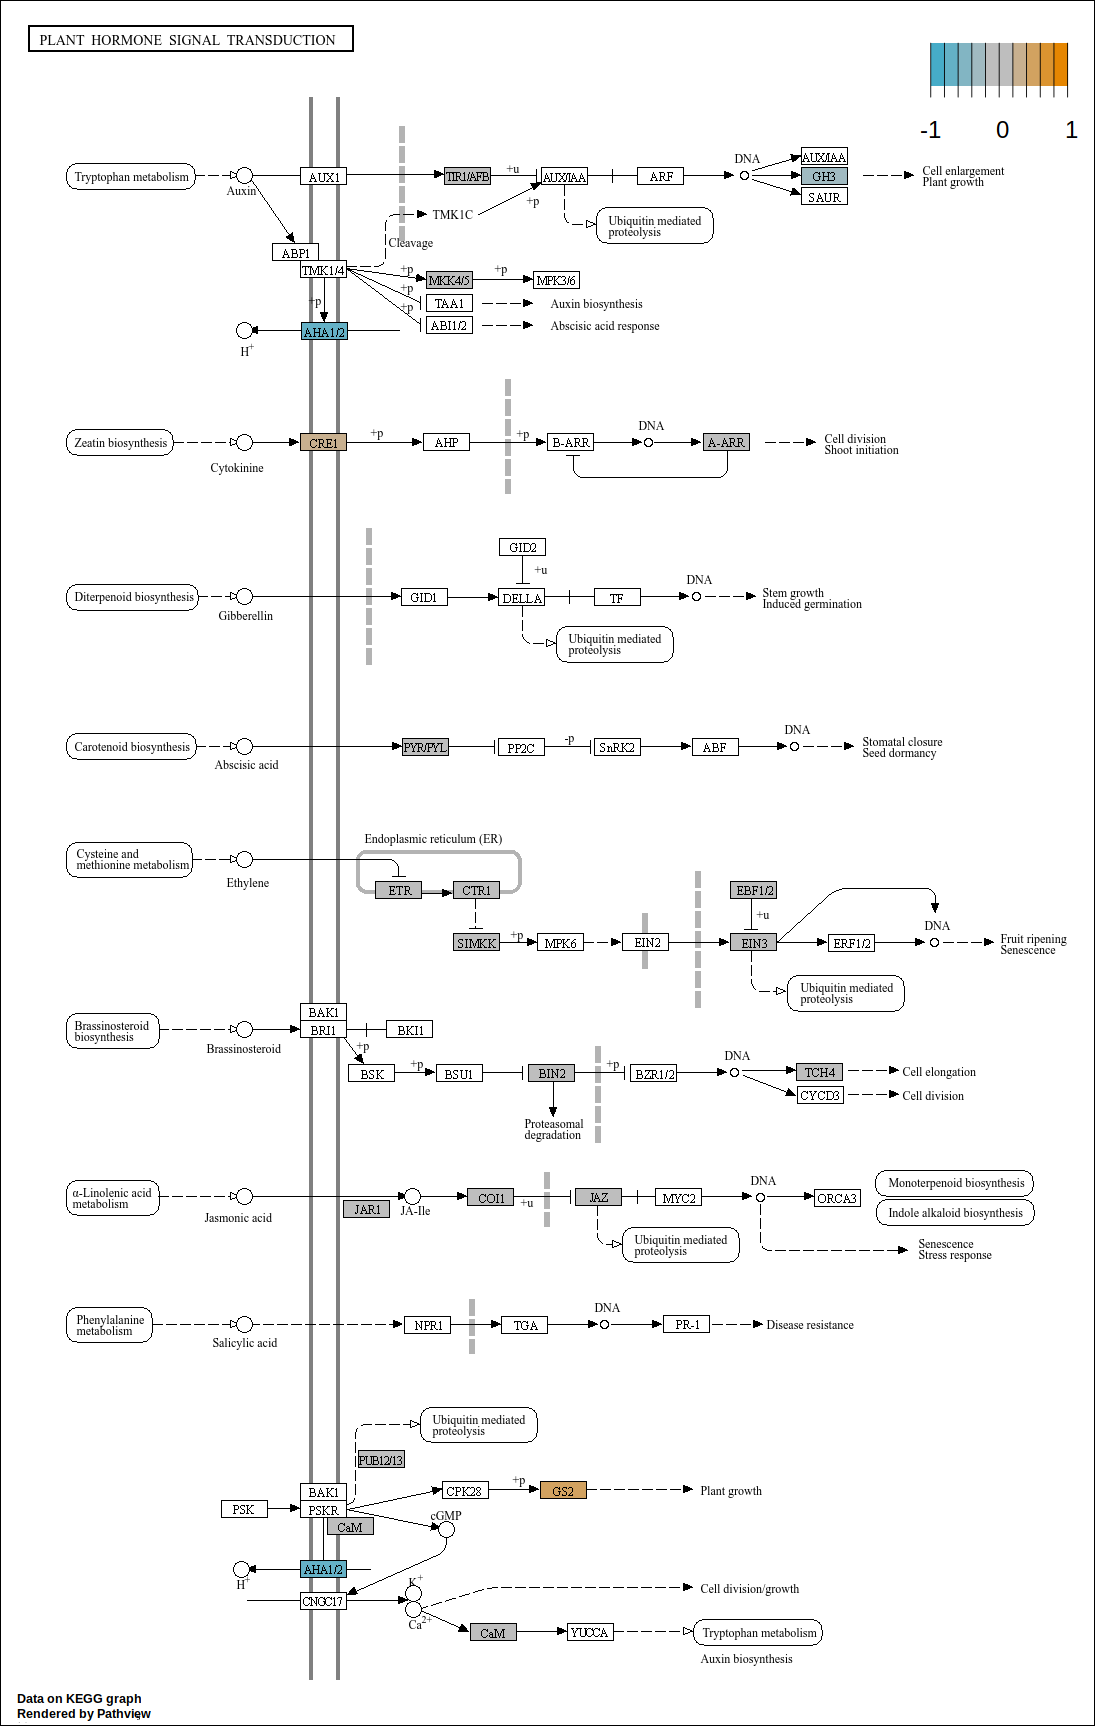 PLANT HORMONE SIGNAL TRANSDUCTION
-1 0 1
Tryptophan metabolism
Auxin
AUX1
TIR1/AFB
+u
AUX/IAA
ARF
DNA
AUX/IAA
GH3
SAUR
Cell enlargement
Plant growth
TMK1C
+p
Cleavage
Ubiquitin mediated
proteolysis
ABP1
TMK1/4
+p
MKK4/5
+p
MPK3/6
+p
TAA1
Auxin biosynthesis
+p
ABI1/2
Abscisic acid response
+p
AHA1/2
H+
Zeatin biosynthesis
Cytokinine
CRE1
+p
AHP
+p
B-ARR
DNA
A-ARR
Cell division
Shoot initiation
GID2
+u
Diterpenoid biosynthesis
Gibberellin
GID1
DELLA
TF
DNA
Stem growth
Induced germination
Ubiquitin mediated
proteolysis
Carotenoid biosynthesis
Abscisic acid
PYR/PYL
PP2C
-p
SnRK2
ABF
DNA
Stomatal closure
Seed dormancy
Endoplasmic reticulum (ER)
Cysteine and
methionine metabolism
Ethylene
ETR
CTR1
EBF1/2
+u
SIMKK
+p
MPK6
EIN2
EIN3
ERF1/2
DNA
Fruit ripening
Senescence
Ubiquitin mediated
proteolysis
Brassinosteroid
biosynthesis
Brassinosteroid
BAK1
BRI1
BKI1
+p
BSK
+p
BSU1
BIN2
+p
BZR1/2
DNA
TCH4
Cell elongation
CYCD3
Cell division
Proteasomal
degradation
α-Linolenic acid
metabolism
Jasmonic acid
JAR1
JA-Ile
COI1
+u
JAZ
MYC2
DNA
ORCA3
Monoterpenoid biosynthesis
Indole alkaloid biosynthesis
Ubiquitin mediated
proteolysis
Senescence
Stress response
Phenylalanine
metabolism
Salicylic acid
NPR1
TGA
DNA
PR-1
Disease resistance
Ubiquitin mediated
proteolysis
PUB12/13
BAK1
PSK
PSKR
CaM
CPK28
+p
GS2
Plant growth
cGMP
AHA1/2
H+
CNGC17
K+
Ca2+
Cell division/growth
CaM
YUCCA
Tryptophan metabolism
Auxin biosynthesis
Data on KEGG graph
Rendered by Pathview